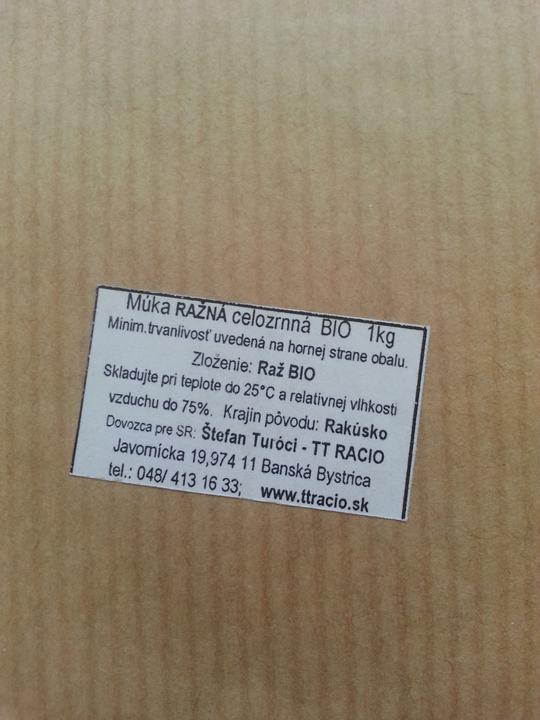 Múka RAŽNÁ celozrnná BIO 1kg
Minim.trvanlivosť uvedená na hornej strane obalu.
Zloženie: Raž BIO
Skladujte pri teplote do 25°C a relatívnej vlhkosti
vzduchu do 75%. Krajin pôvodu: Rakúsko
Dovozca pre SR: Štefan Turóci - TT RACIO
Javornícka 19,974 11 Banská Bystrica
tel.: 048/ 413 16 33; www.ttracio.sk